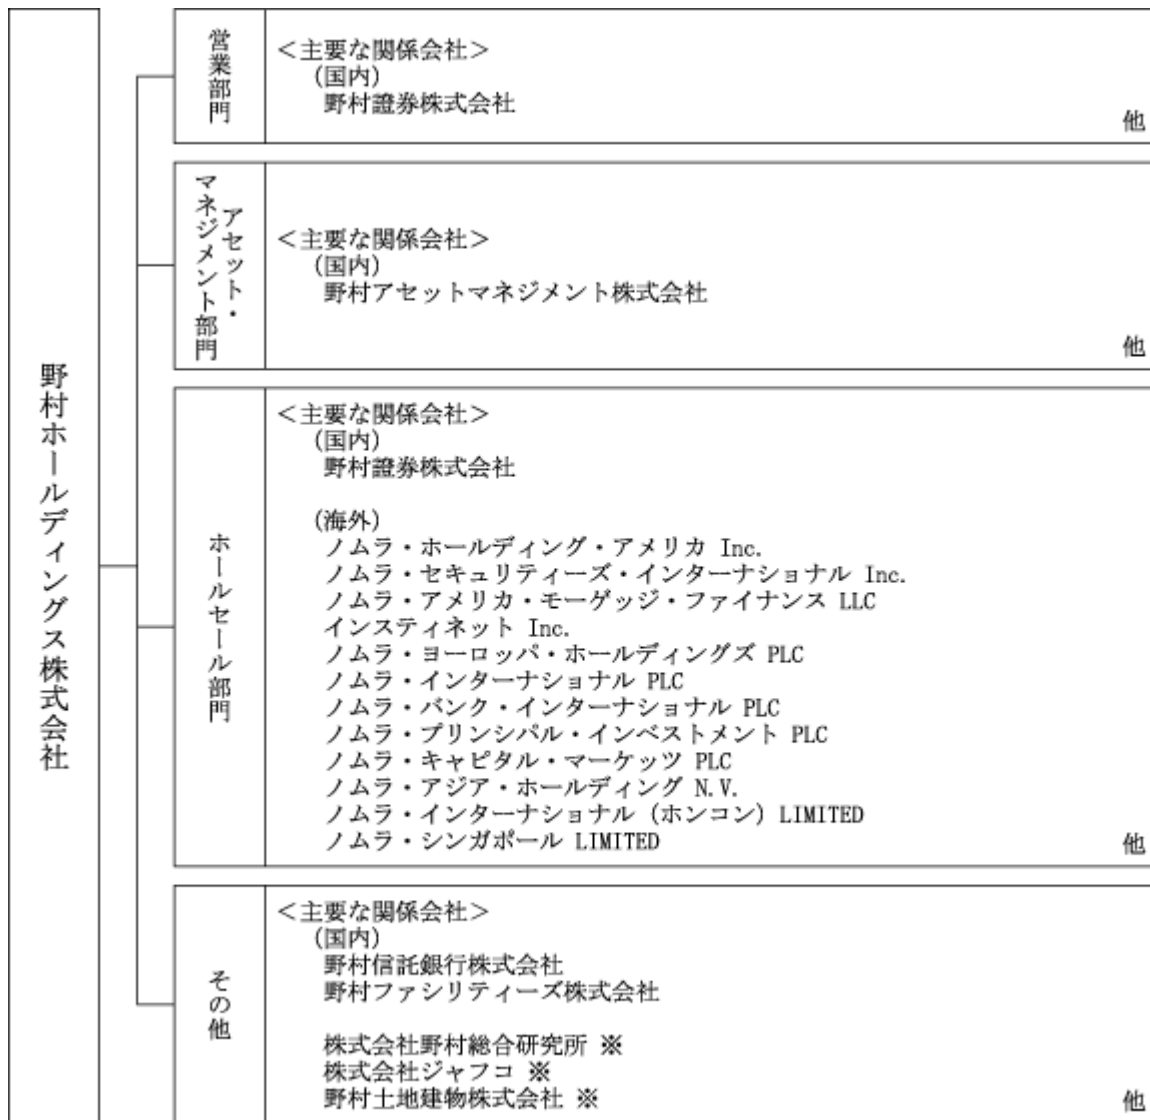 野村ホールディングス株式会社
営業部門
＜主要な関係会社＞
(国内)
野村證券株式会社
他
アセット・
マネジメント部門
＜主要な関係会社＞
(国内)
野村アセットマネジメント株式会社
他
ホールセール部門
＜主要な関係会社＞
(国内)
野村證券株式会社
(海外)
ノムラ・ホールディング・アメリカ Inc.
ノムラ・セキュリティーズ・インターナショナル Inc.
ノムラ・アメリカ・モーゲッジ・ファイナンス LLC
インスティネット Inc.
ノムラ・ヨーロッパ・ホールディングズ PLC
ノムラ・インターナショナル PLC
ノムラ・バンク・インターナショナル PLC
ノムラ・プリンシパル・インベストメント PLC
ノムラ・キャピタル・マーケッツ PLC
ノムラ・アジア・ホールディング N.V.
ノムラ・インターナショナル (ホンコン) LIMITED
ノムラ・シンガポール LIMITED
他
その他
＜主要な関係会社＞
(国内)
野村信託銀行株式会社
野村ファシリティーズ株式会社
株式会社野村総合研究所 ※
株式会社ジャフコ ※
野村土地建物株式会社 ※
他